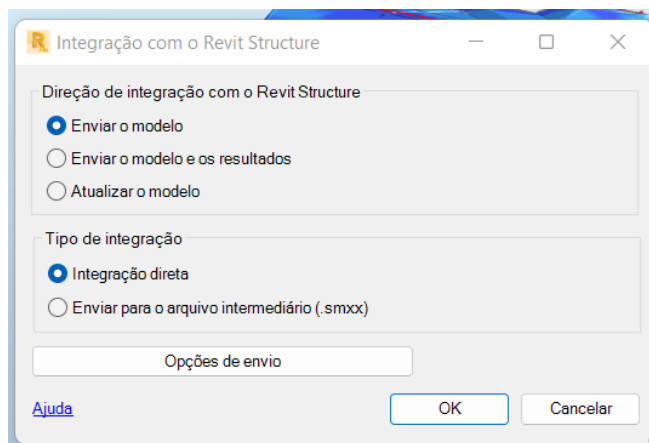 Integração com o Revit Structure
Direção de integração com o Revit Structure
Enviar o modelo
Enviar o modelo e os resultados
Atualizar o modelo
Tipo de integração
Integração direta
Enviar para o arquivo intermediário (.smxx)
Opções de envio
Ajuda OK Cancelar